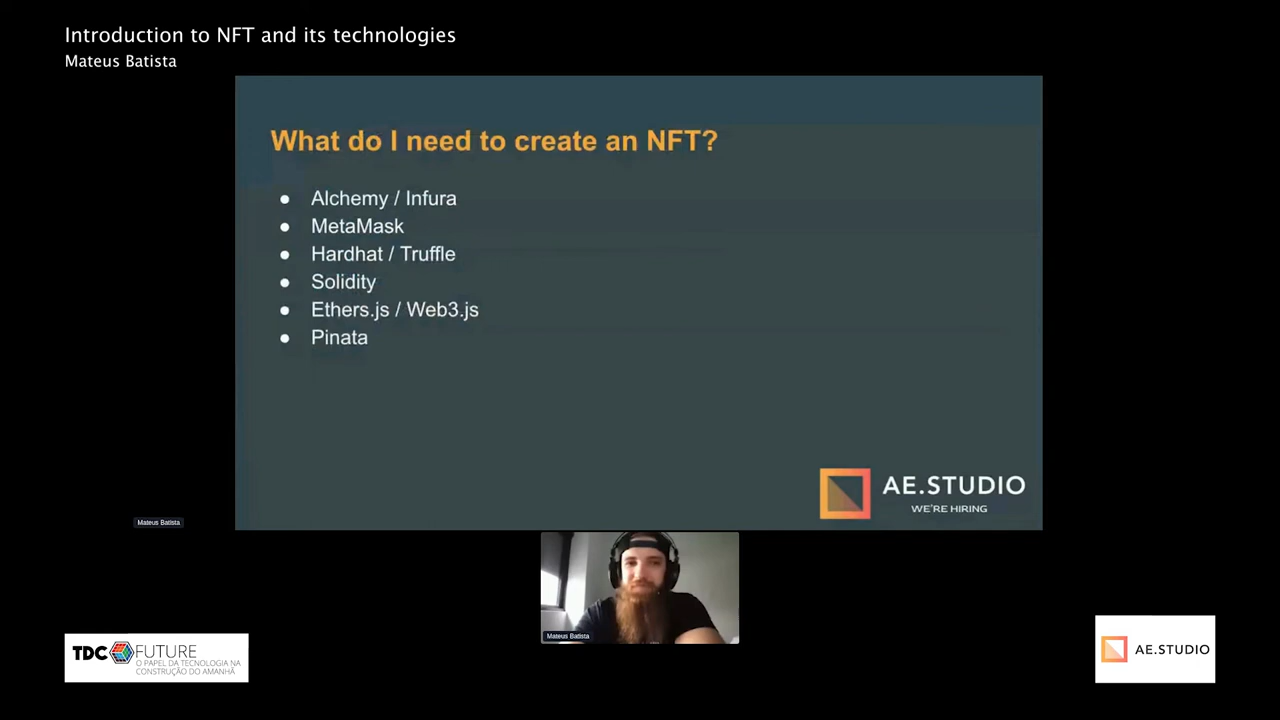 Introduction to NFT and its technologies
Mateus Batista
What do I need to create an NFT?
● Alchemy / Infura
● MetaMask
● Hardhat / Truffle
● Solidity
● Ethers.js / Web3.js
● Pinata
AE.STUDIO
WE'RE HIRING
Mateus Batista
Mateus Batista
TDC FUTURE
O PAPEL DA TECNOLOGIA NA
CONSTRUÇÃO DO AMANHÃ
AE.STUDIO